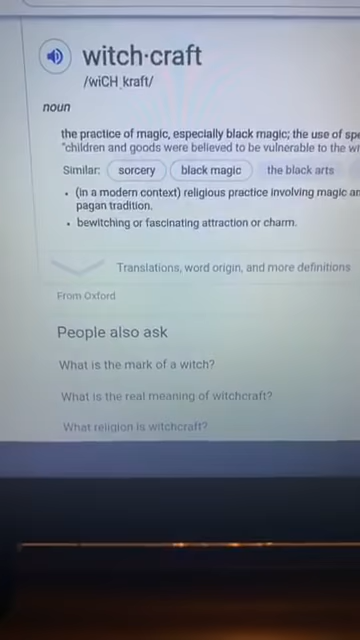 witch·craft
/ˈwiCHˌkraft/
noun
the practice of magic, especially black magic; the use of
"children and goods were believed to be vulnerable to the
Similar: sorcery black magic the black arts
• (in a modern context) religious practice involving magic
pagan tradition.
• bewitching or fascinating attraction or charm.
Translations, word origin, and more definitions
From Oxford
People also ask
What is the mark of a witch?
What is the real meaning of witchcraft?
What religion is witchcraft?